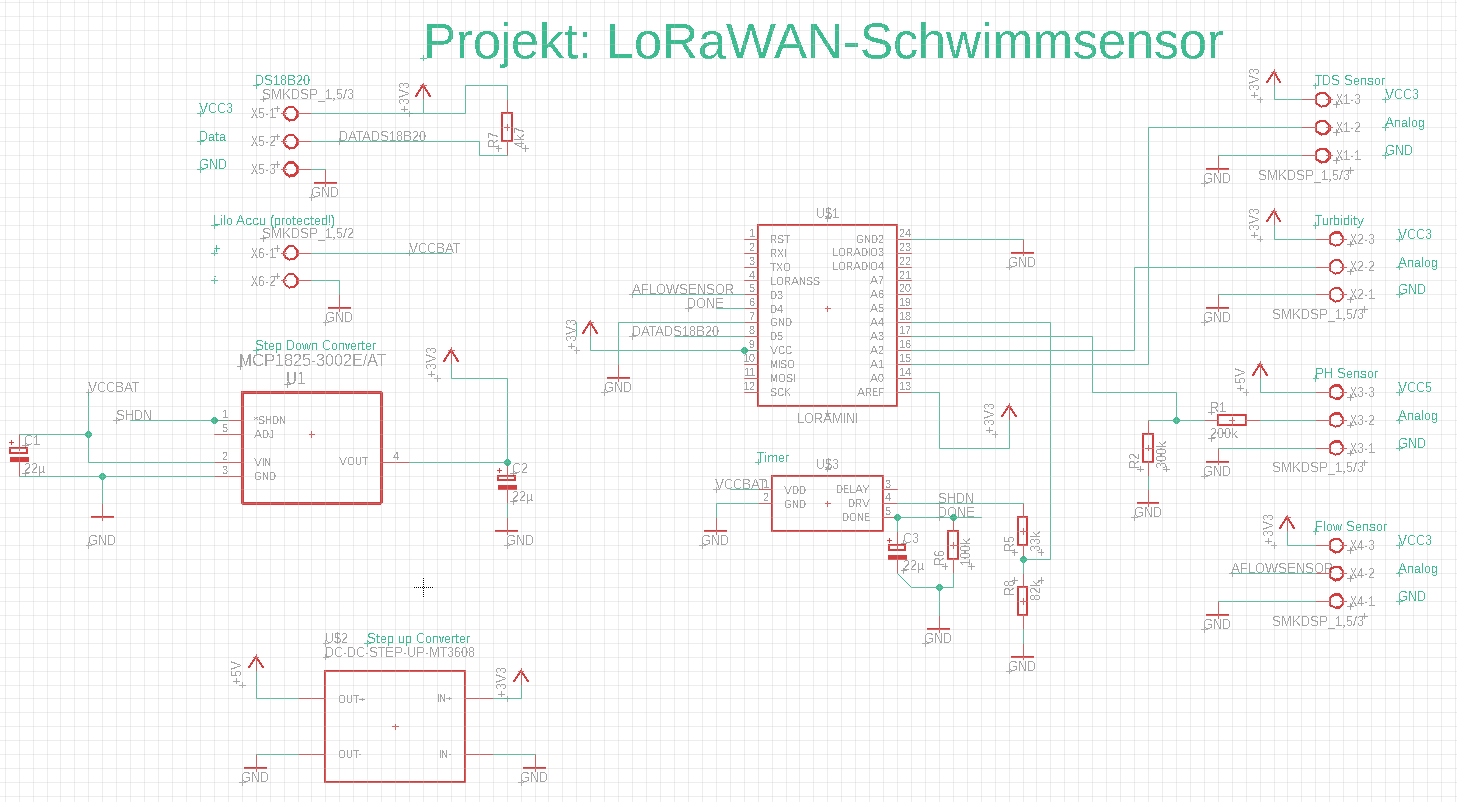 Projekt: LoRaWAN-Schwimmsensor
DS18B20
SMKDSP_1,5/3
VCC3
X5-1
+3V3
Data
X5-2
DATADS18B20
R7
4k7
GND
X5-3
GND
Lilo Accu (protected!)
SMKDSP_1,5/2
X6-1
VCCBAT
X6-2
GND
Step Down Converter
MCP1825-3002E/AT
U1
+3V3
VCCBAT
SHDN
1
*SHDN
5
ADJ
C1
22µ
2
VIN
VOUT
4
3
GND
C2
22µ
GND
GND
U$2
Step up Converter
DC-DC-STEP-UP-MT3608
+5V
+3V3
OUT+
IN+
OUT-
IN-
GND
GND
U$1
1
RST
GND2
24
2
RXI
LORADIO3
23
3
TXO
LORADIO4
22
4
LORANSS
A7
21
AFLOWSENSOR
5
D3
A6
20
DONE
6
D4
A5
19
7
GND
A4
18
DATADS18B20
8
D5
A3
17
9
VCC
A2
16
10
MISO
A1
15
11
MOSI
A0
14
12
SCK
AREF
13
LORAMINI
+3V3
GND
GND
+3V3
Timer
U$3
VCCBAT
1
VDD
DELAY
3
2
GND
DRV
4
SHDN
DONE
5
DONE
GND
C3
22µ
R6
100k
R5
33k
R8
82k
GND
GND
TDS Sensor
+3V3
X1-3
VCC3
X1-2
Analog
X1-1
GND
GND
SMKDSP_1,5/3
Turbidity
+3V3
X2-3
VCC3
X2-2
Analog
X2-1
GND
GND
SMKDSP_1,5/3
PH Sensor
+5V
X3-3
VCC5
R1
200k
X3-2
Analog
X3-1
GND
R2
300k
GND
SMKDSP_1,5/3
GND
Flow Sensor
+3V3
X4-3
VCC3
AFLOWSENSOR
X4-2
Analog
X4-1
GND
GND
SMKDSP_1,5/3